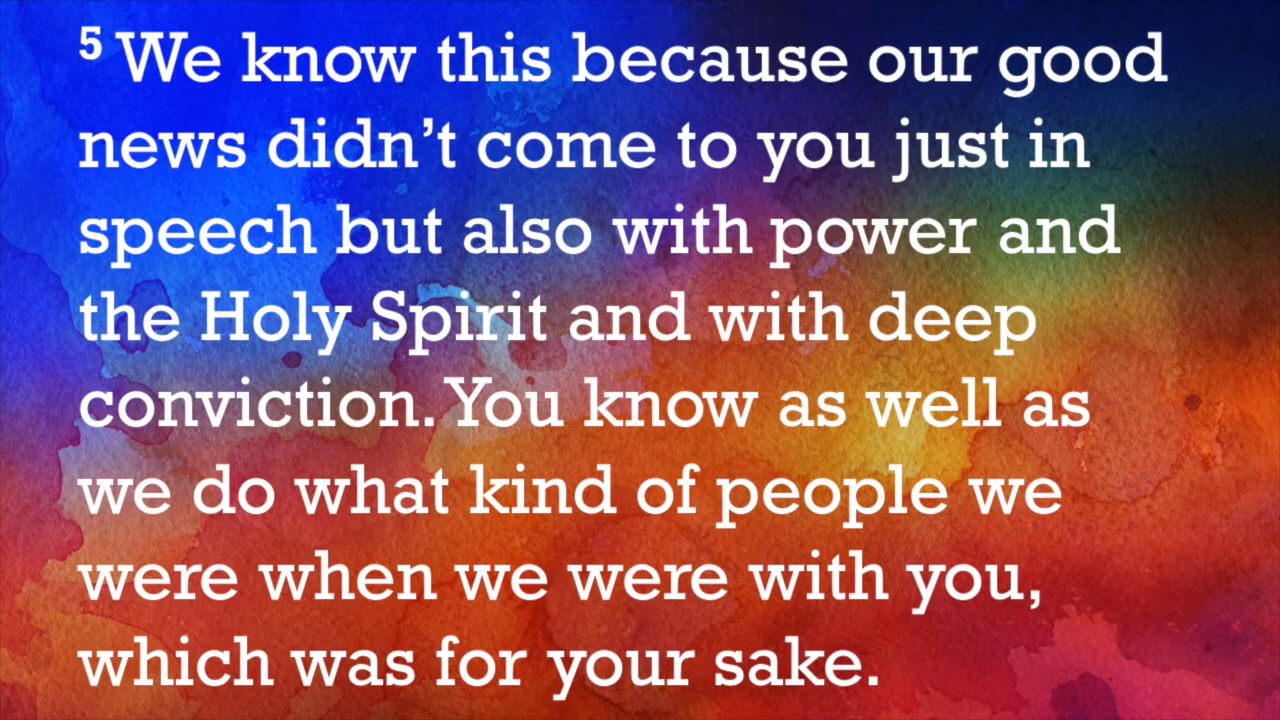 5 We know this because our good
news didn’t come to you just in
speech but also with power and
the Holy Spirit and with deep
conviction. You know as well as
we do what kind of people we
were when we were with you,
which was for your sake.